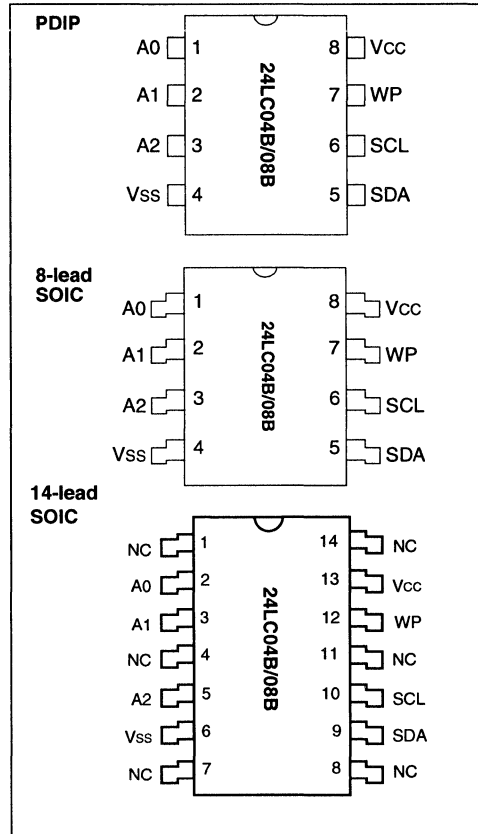 PDIP
A0 1 8 VCC
A1 2 7 WP
A2 3 6 SCL
VSS 4 5 SDA
24LC04B/08B
8-lead
SOIC
A0 1 8 VCC
A1 2 7 WP
A2 3 6 SCL
VSS 4 5 SDA
24LC04B/08B
14-lead
SOIC
NC 1 14 NC
A0 2 13 VCC
A1 3 12 WP
NC 4 11 NC
A2 5 10 SCL
VSS 6 9 SDA
NC 7 8 NC
24LC04B/08B